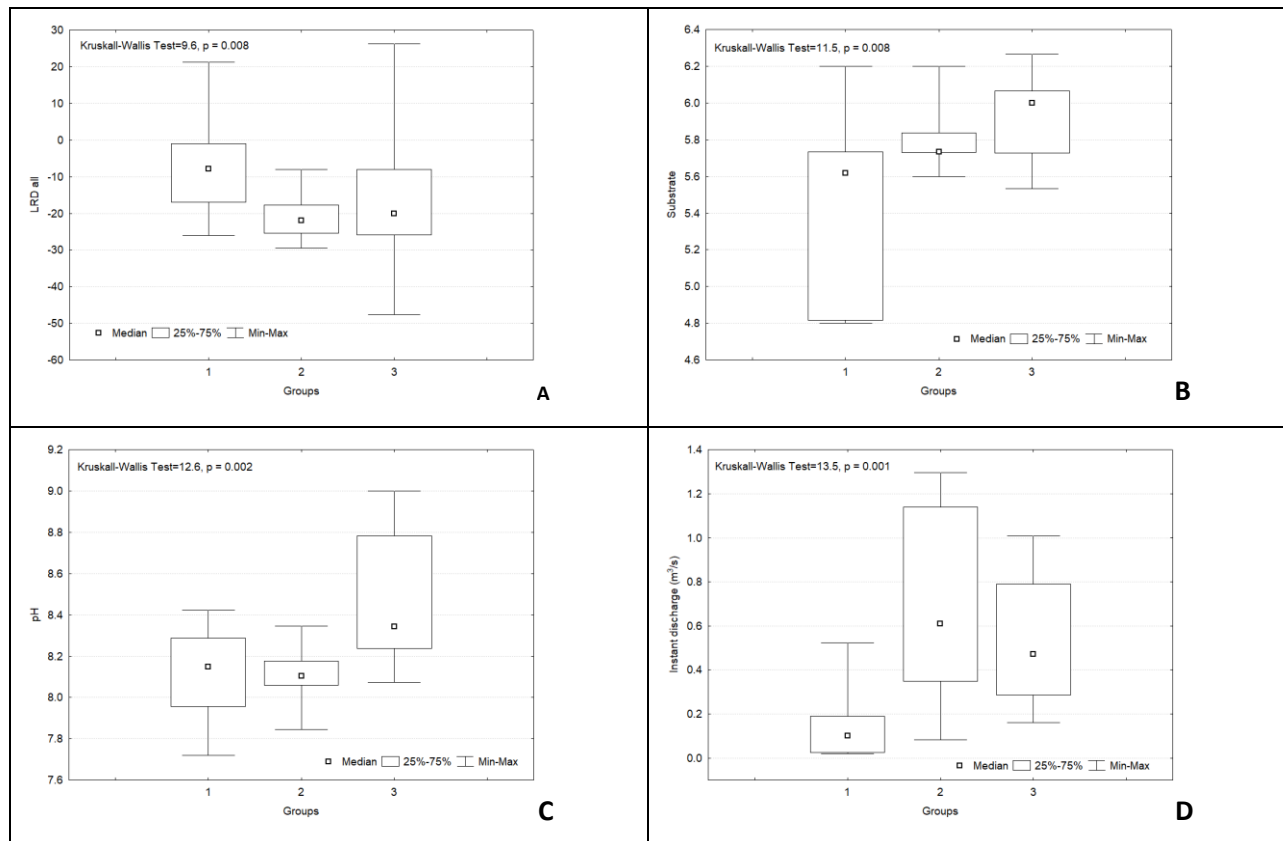 Kruskall-Wallis Test=9.6, p = 0.008
30
20
10
0
-10
-20
-30
-40
-50
-60
LRD all
Median 25%-75% Min-Max
1 2 3
Groups
A
Kruskall-Wallis Test=11.5, p = 0.008
6.4
6.2
6.0
5.8
5.6
5.4
5.2
5.0
4.8
4.6
Substrate
Median 25%-75% Min-Max
1 2 3
Groups
B
Kruskall-Wallis Test=12.6, p = 0.002
9.2
9.0
8.8
8.6
8.4
8.2
8.0
7.8
7.6
pH
Median 25%-75% Min-Max
1 2 3
Groups
C
Kruskall-Wallis Test=13.5, p = 0.001
1.4
1.2
1.0
0.8
0.6
0.4
0.2
0.0
Instant discharge (m³/s)
Median 25%-75% Min-Max
1 2 3
Groups
D